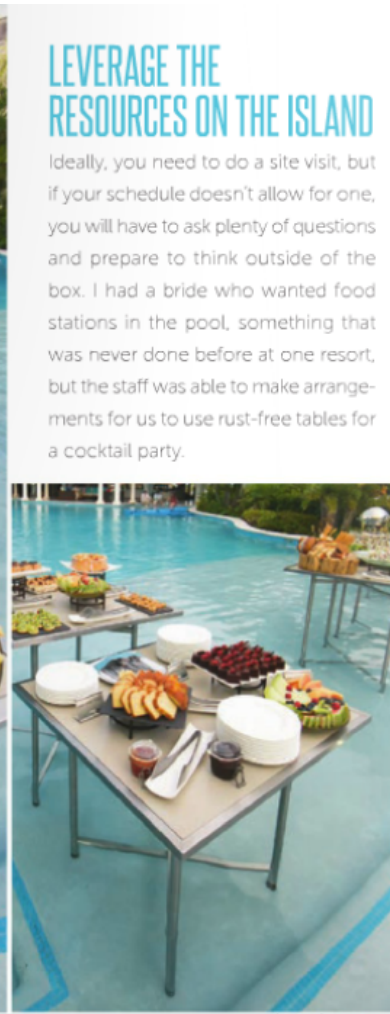 LEVERAGE THE
RESOURCES ON THE ISLAND
Ideally, you need to do a site visit, but
if your schedule doesn't allow for one,
you will have to ask plenty of questions
and prepare to think outside of the
box. I had a bride who wanted food
stations in the pool, something that
was never done before at one resort,
but the staff was able to make arrange-
ments for us to use rust-free tables for
a cocktail party.